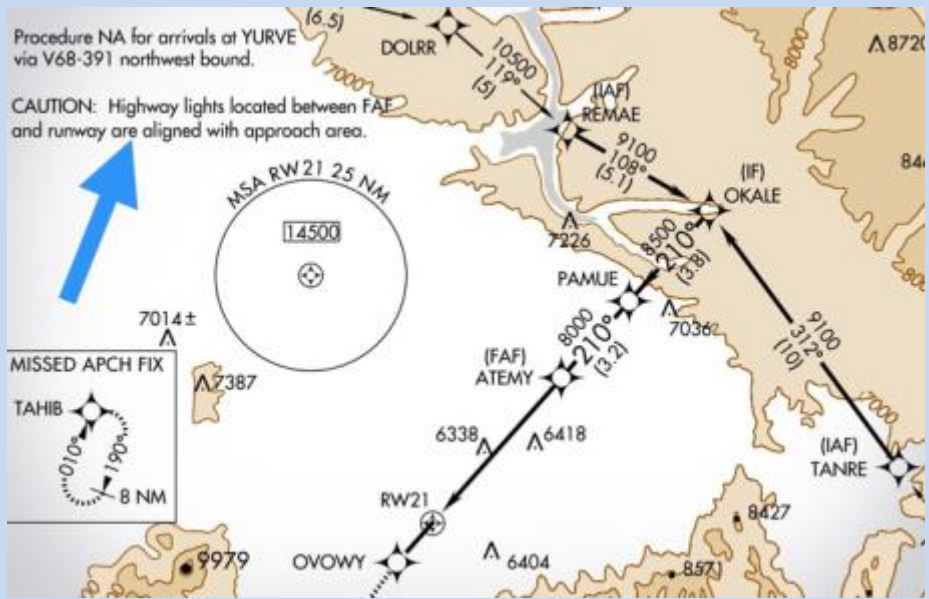 Procedure NA for arrivals at YURVE
via V68-391 northwest bound.
CAUTION: Highway lights located between FAF
and runway are aligned with approach area.
(6.5)
DOLRR
10500
119°
(5)
7000
(IAF)
REMAE
9100
108°
(5.1)
(IF)
OKALE
8000
8720
MSA RW21 25 NM
14500
7226
8500
210°
(3.8)
PAMUE
7036
8000
210°
(3.2)
(FAF)
ATEMY
9100
312°
(10)
7000
(IAF)
TANRE
7014±
7387
MISSED APCH FIX
TAHIB
010°
190°
8 NM
6338
6418
RW21
OVOWY
6404
9979
8427
8571